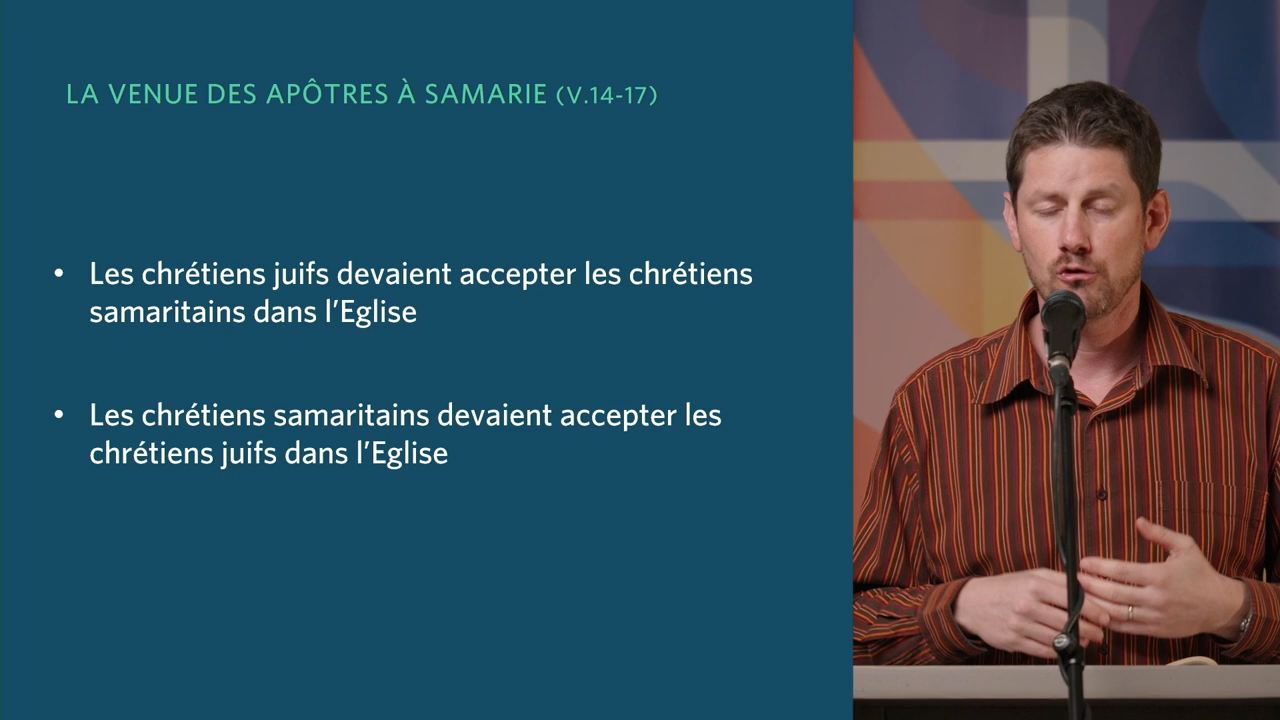 LA VENUE DES APÔTRES À SAMARIE (V.14-17)
• Les chrétiens juifs devaient accepter les chrétiens
samaritains dans l’Eglise
• Les chrétiens samaritains devaient accepter les
chrétiens juifs dans l’Eglise